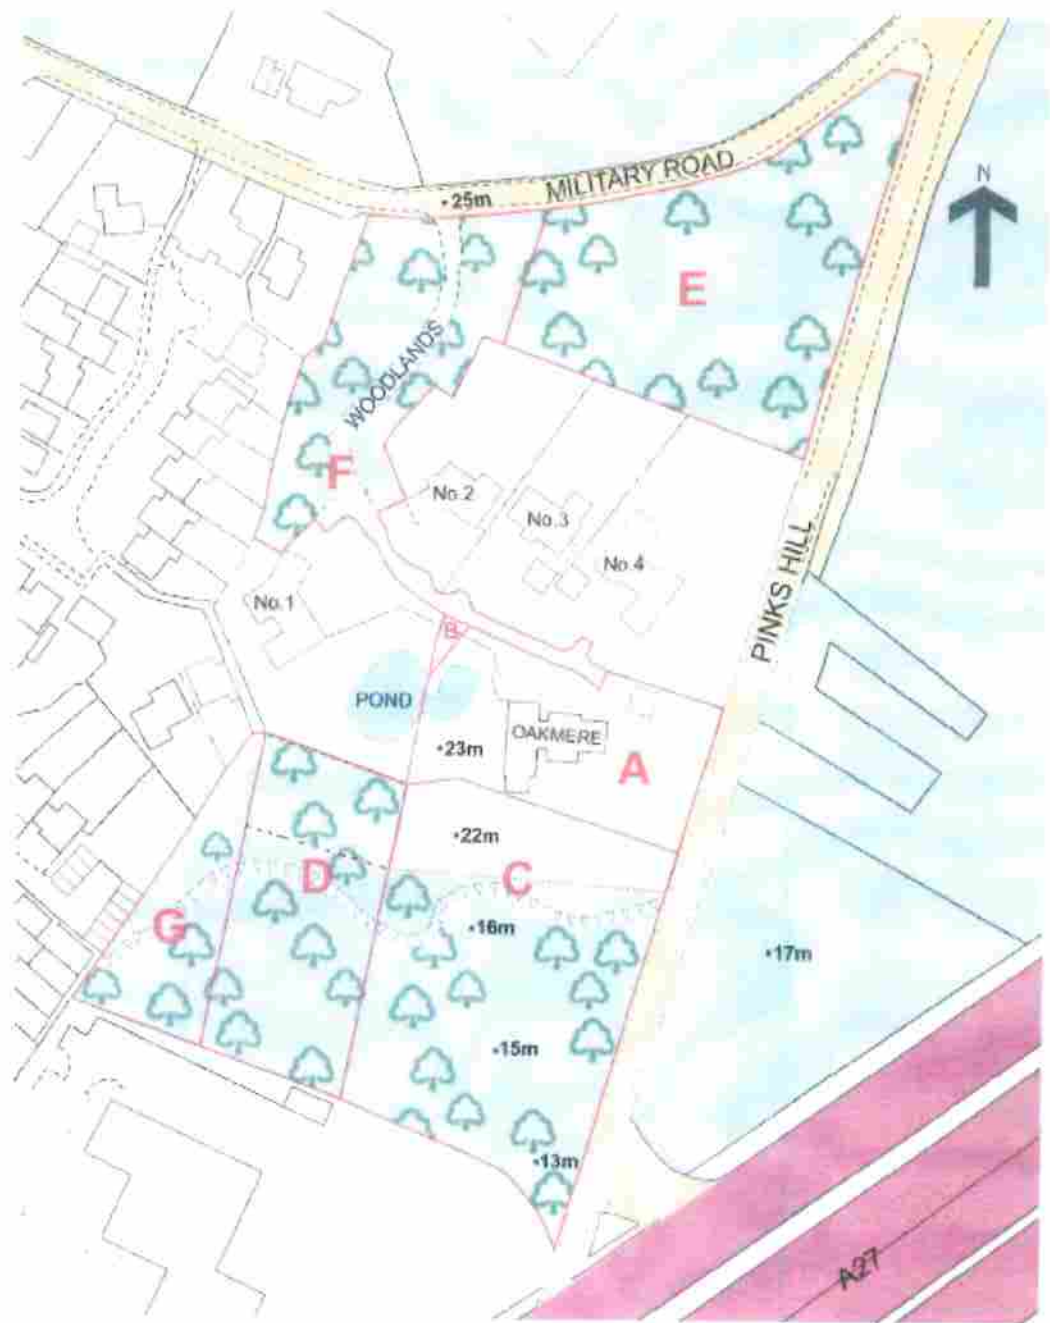 MILITARY ROAD
25m
N
E
WOODLANDS
F
No.2
No.3
No.4
No.1
PINKS HILL
B
POND
OAKMERE
23m
A
22m
D
C
G
16m
17m
15m
13m
A27